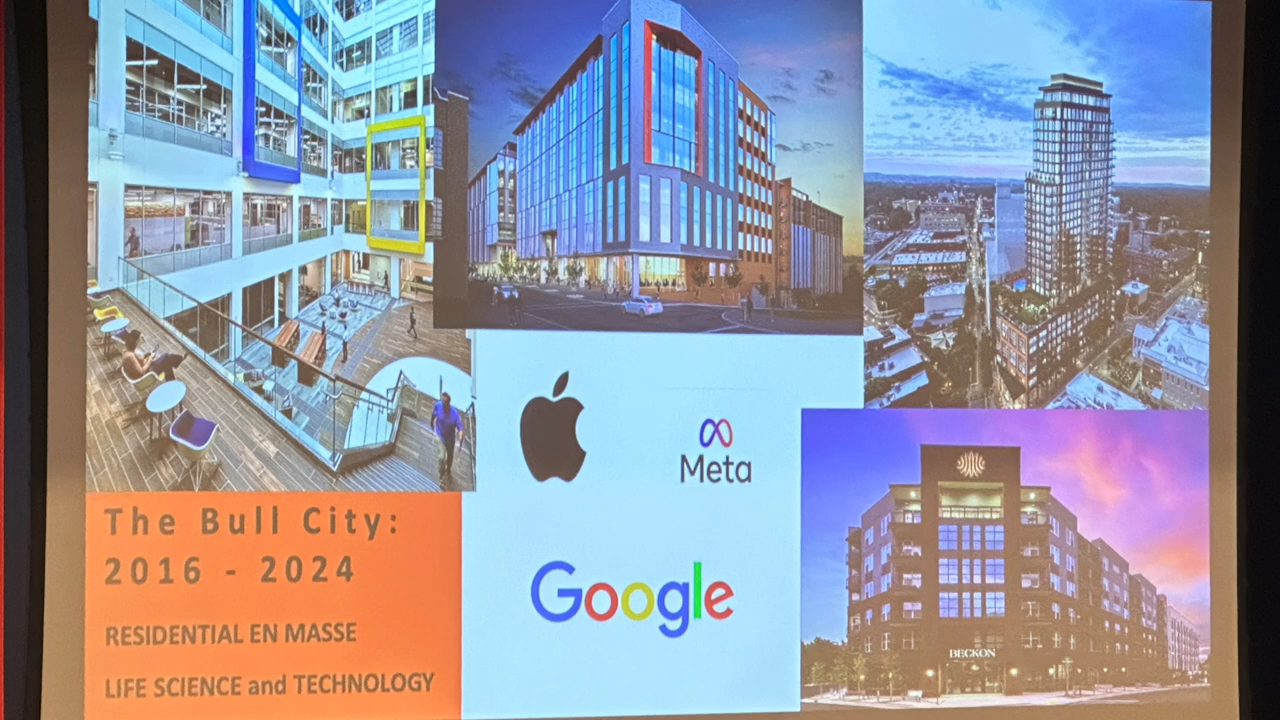 Meta
Google
The Bull City:
2016 - 2024
RESIDENTIAL EN MASSE
LIFE SCIENCE and TECHNOLOGY
BECKON